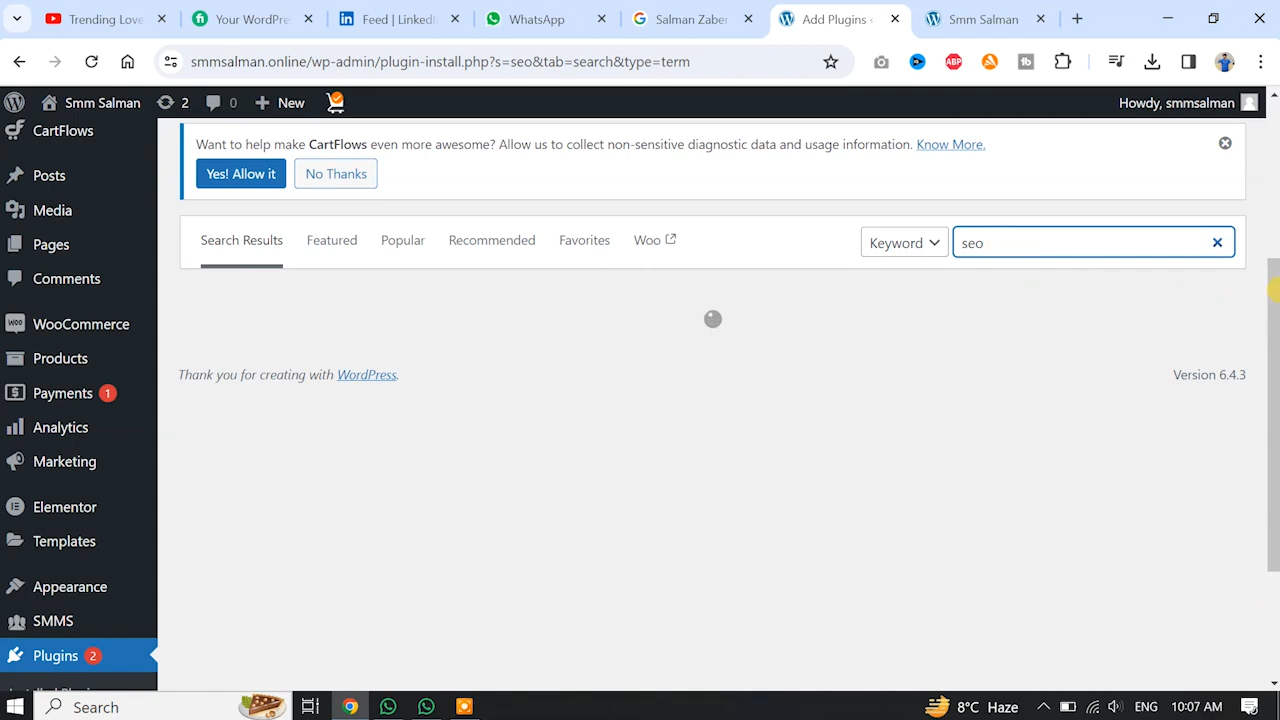 Trending Love
Your WordPre
Feed | LinkedI
WhatsApp
Salman Zaber
Add Plugins
Smm Salman
smmsalman.online/wp-admin/plugin-install.php?s=seo&tab=search&type=term
ABP
tb
Smm Salman
2
0
New
Howdy, smmsalman
CartFlows
Posts
Media
Pages
Comments
WooCommerce
Products
Payments 1
Analytics
Marketing
Elementor
Templates
Appearance
SMMS
Plugins 2
Want to help make CartFlows even more awesome? Allow us to collect non-sensitive diagnostic data and usage information. Know More.
Yes! Allow it
No Thanks
Search Results
Featured
Popular
Recommended
Favorites
Woo
Keyword
seo
Thank you for creating with WordPress.
Version 6.4.3
Search
8°C Haze
ENG
10:07 AM